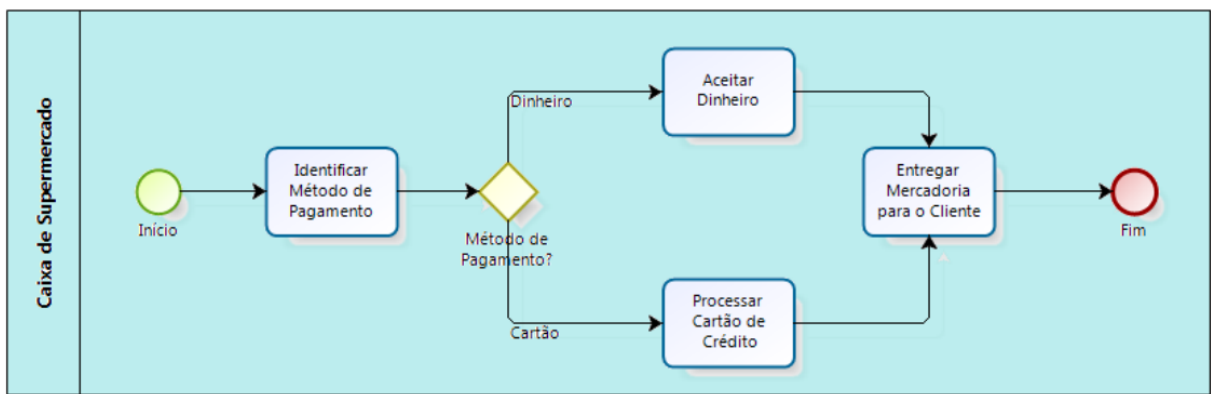 Caixa de Supermercado
Início
Identificar
Método de
Pagamento
Método de
Pagamento?
Dinheiro
Aceitar
Dinheiro
Cartão
Processar
Cartão de
Crédito
Entregar
Mercadoria
para o Cliente
Fim